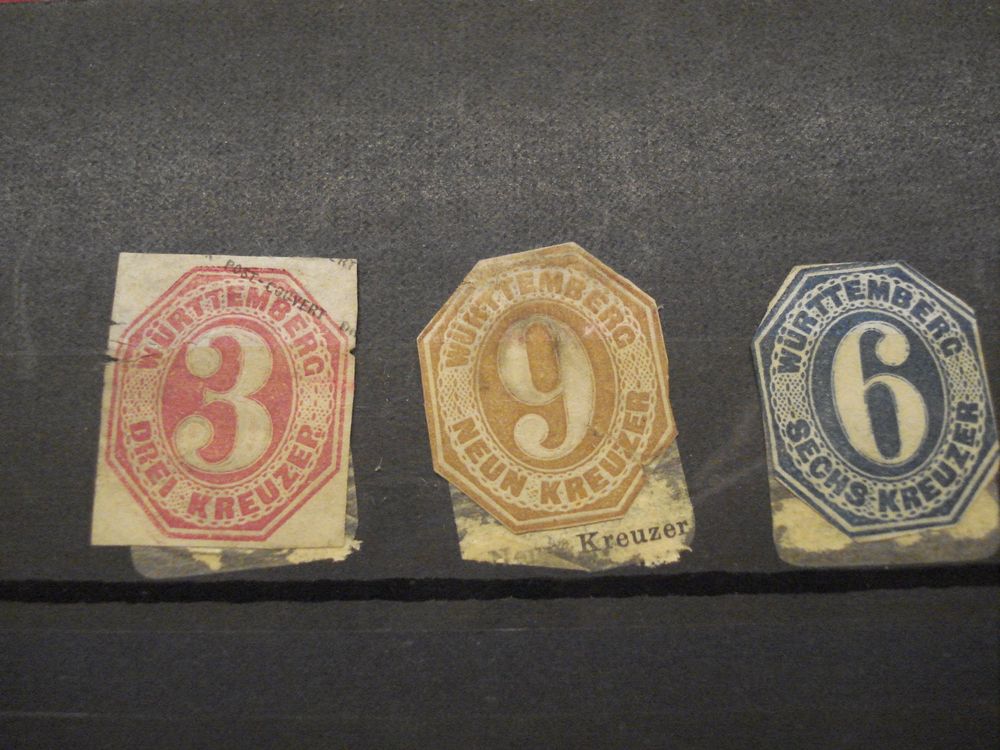 POST-COUVERT
WÜRTTEMBERG
3
DREI KREUZER
WÜRTTEMBERG
9
NEUN KREUZER
Kreuzer
WÜRTTEMBERG
6
SECHS KREUZER